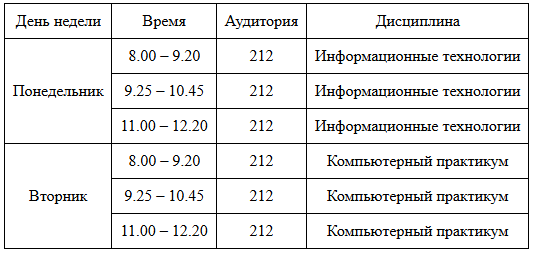 День недели Время Аудитория Дисциплина
Понедельник 8.00 – 9.20 212 Информационные технологии
9.25 – 10.45 212 Информационные технологии
11.00 – 12.20 212 Информационные технологии
Вторник 8.00 – 9.20 212 Компьютерный практикум
9.25 – 10.45 212 Компьютерный практикум
11.00 – 12.20 212 Компьютерный практикум